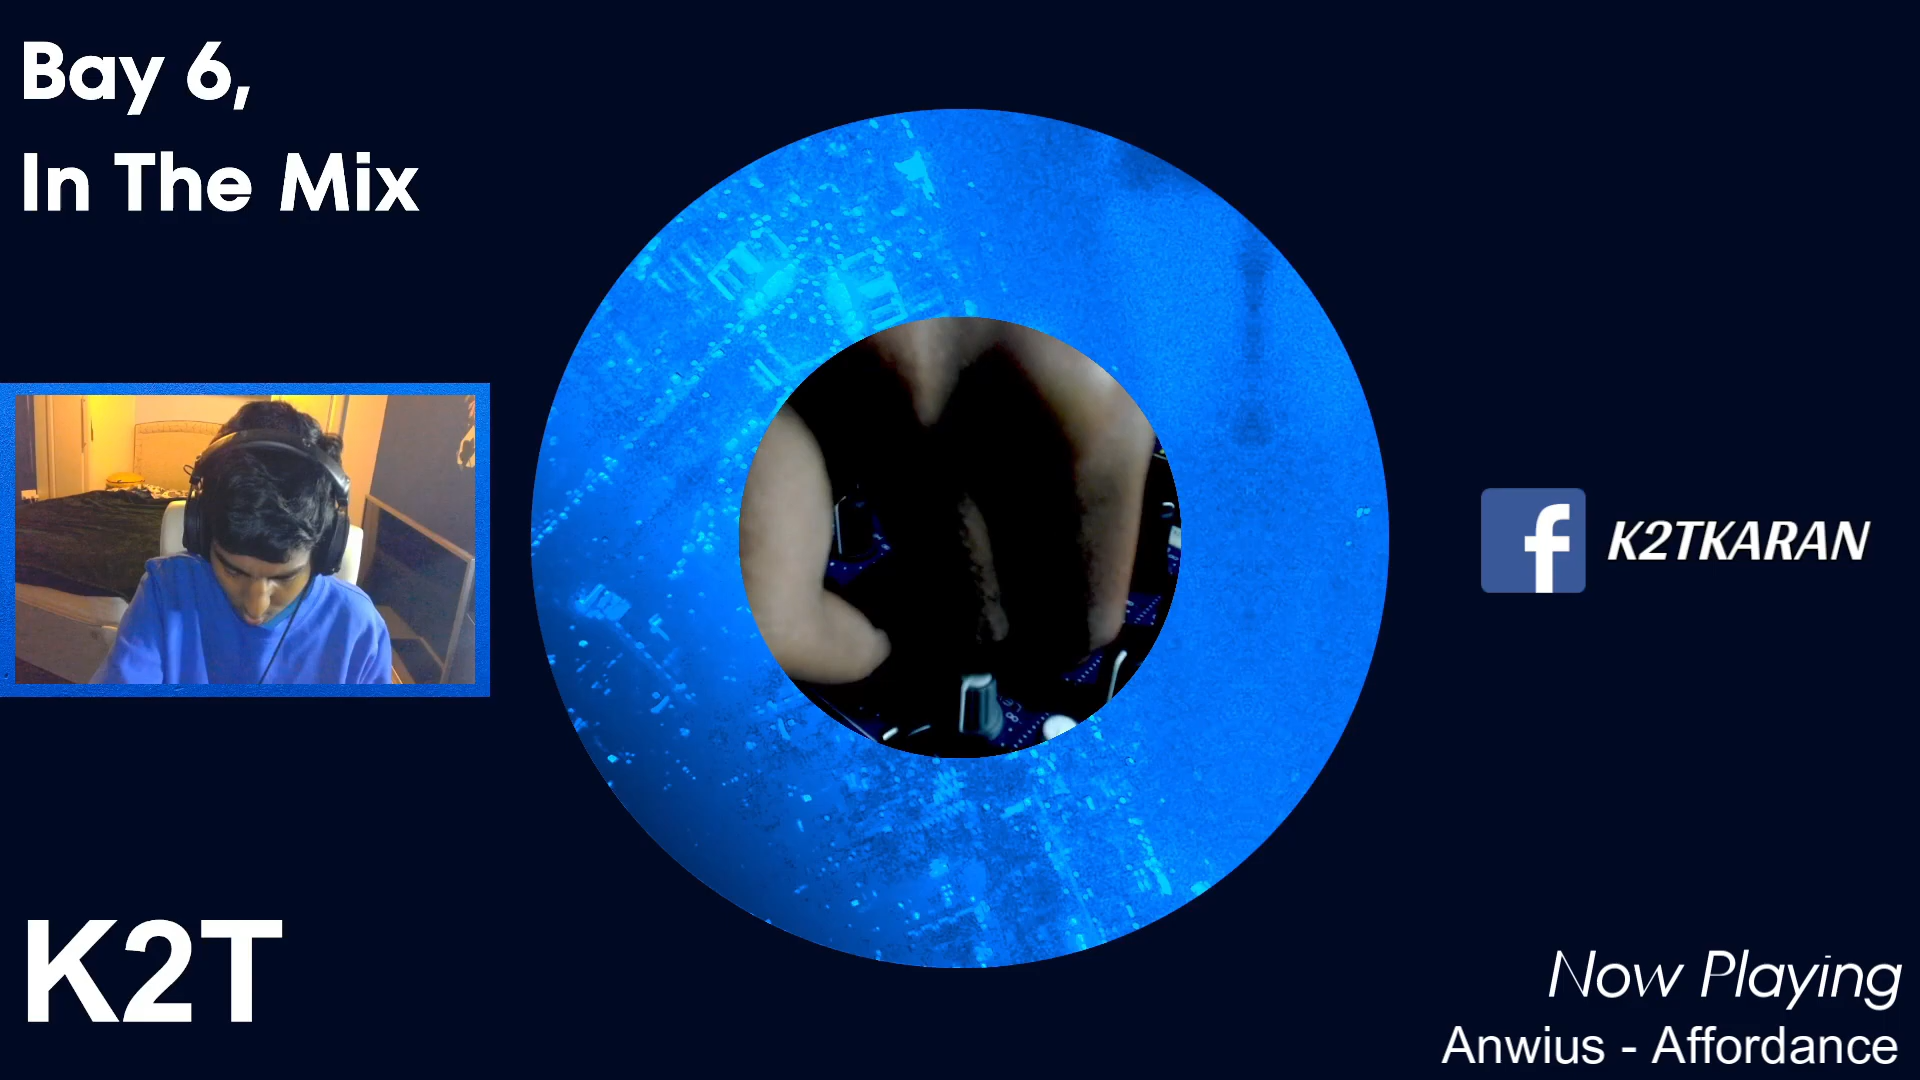 Bay 6,
In The Mix
K2TKARAN
K2T
Now Playing
Anwius - Affordance